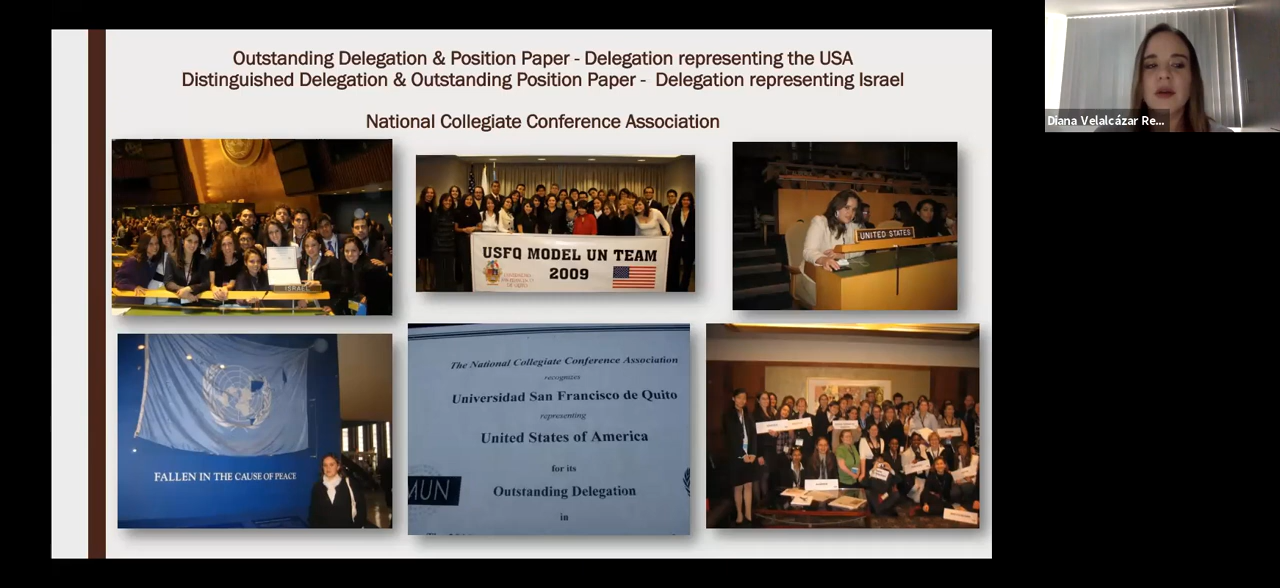 Outstanding Delegation & Position Paper - Delegation representing the USA
Distinguished Delegation & Outstanding Position Paper - Delegation representing Israel
National Collegiate Conference Association
Diana Velalcázar Re...
ISRAEL
USFQ MODEL UN TEAM
2009
UNITED STATES
FALLEN IN THE CAUSE OF PEACE
The National Collegiate Conference Association
recognizes
Universidad San Francisco de Quito
representing
United States of America
for its
Outstanding Delegation
in
MUN